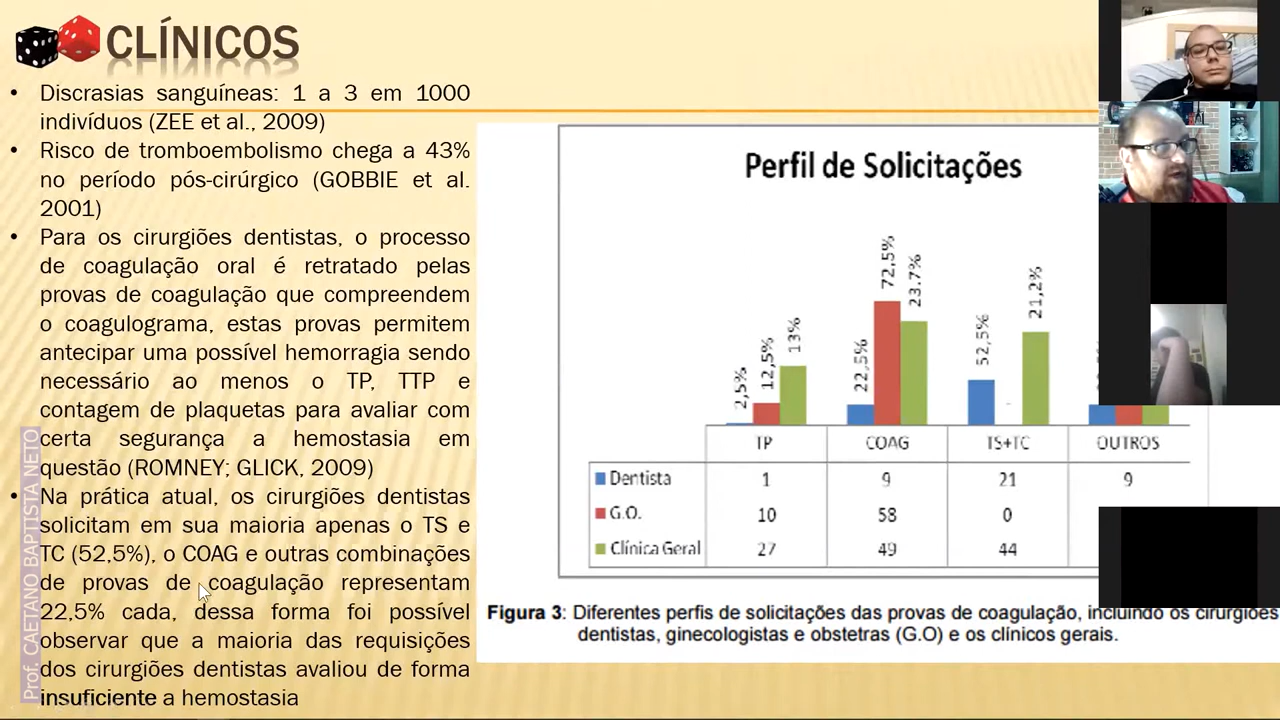 CLÍNICOS
• Discrasias sanguíneas: 1 a 3 em 1000
indivíduos (ZEE et al., 2009)
• Risco de tromboembolismo chega a 43%
no período pós-cirúrgico (GOBBIE et al.
2001)
• Para os cirurgiões dentistas, o processo
de coagulação oral é retratado pelas
provas de coagulação que compreendem
o coagulograma, estas provas permitem
antecipar uma possível hemorragia sendo
necessário ao menos o TP, TTP e
contagem de plaquetas para avaliar com
certa segurança a hemostasia em
questão (ROMNEY; GLICK, 2009)
• Na prática atual, os cirurgiões dentistas
solicitam em sua maioria apenas o TS e
TC (52,5%), o COAG e outras combinações
de provas de coagulação representam
22,5% cada, dessa forma foi possível
observar que a maioria das requisições
dos cirurgiões dentistas avaliou de forma
insuficiente a hemostasia
Prof. CAETANO BAPTISTA NETO
Perfil de Solicitações
2,5% 12,5% 13% 22,5% 72,5% 23,7% 52,5% 21,2%
TP COAG TS+TC OUTROS
Dentista 1 9 21 9
G.O. 10 58 0
Clínica Geral 27 49 44
Figura 3: Diferentes perfis de solicitações das provas de coagulação, incluindo os cirurgiões
dentistas, ginecologistas e obstetras (G.O) e os clínicos gerais.